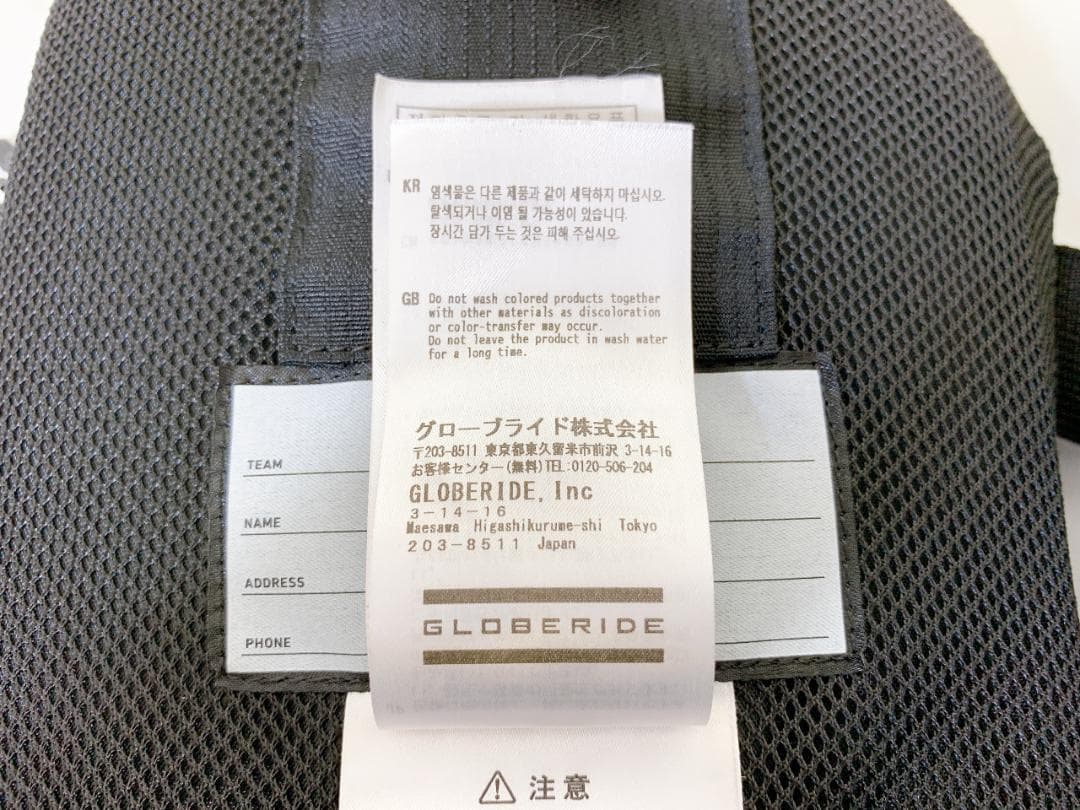 KR 염색물은 다른 제품과 같이 세탁하지 마십시오.
탈색되거나 이염 될 가능성이 있습니다.
장시간 담가 두는 것은 피해 주십시오.
GB Do not wash colored products together
with other materials as discoloration
or color-transfer may occur.
Do not leave the product in wash water
for a long time.
グローブライド株式会社
〒203-8511 東京都東久留米市前沢 3-14-16
お客様センター(無料)TEL:0120-506-204
GLOBERIDE, Inc
3-14-16
Maesawa Higashikurume-shi Tokyo
203-8511 Japan
GLOBERIDE
TEAM
NAME
ADDRESS
PHONE
⚠ 注意